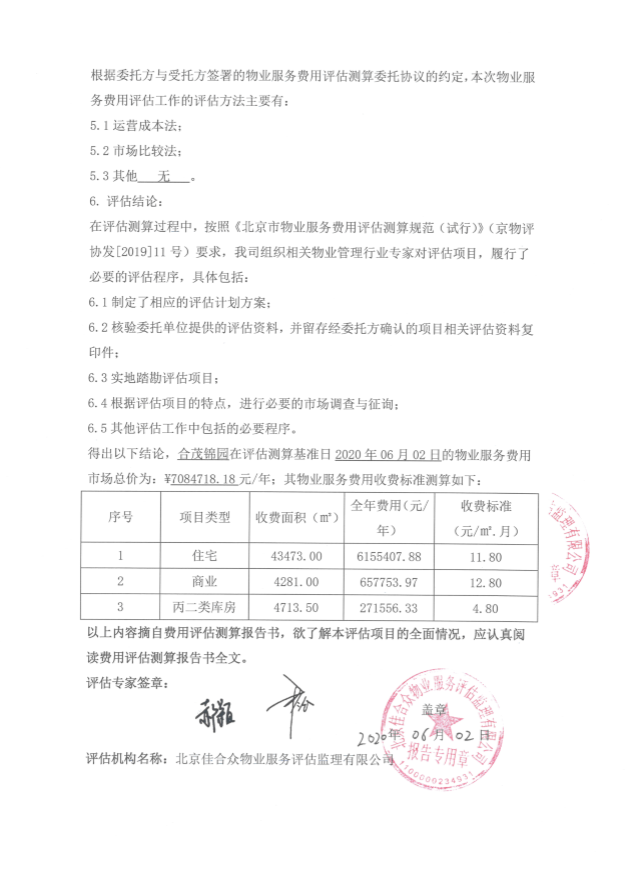 根据委托方与受托方签署的物业服务费用评估测算委托协议的约定,本次物业服
务费用评估工作的评估方法主要有:
5.1 运营成本法;
5.2 市场比较法;
5.3 其他 无 。
6. 评估结论:
在评估测算过程中,按照《北京市物业服务费用评估测算规范(试行)》(京物评
协发[2019]11 号)要求,我司组织相关物业管理行业专家对评估项目,履行了
必要的评估程序,具体包括:
6.1 制定了相应的评估计划方案;
6.2 核验委托单位提供的评估资料,并留存经委托方确认的项目相关评估资料复
印件;
6.3 实地踏勘评估项目;
6.4 根据评估项目的特点,进行必要的市场调查与征询;
6.5 其他评估工作中包括的必要程序。
得出以下结论,合茂锦园在评估测算基准日 2020 年 06 月 02 日的物业服务费用
市场总价为:¥7084718.18 元/年;其物业服务费用收费标准测算如下:
序号 项目类型 收费面积(㎡) 全年费用(元/年) 收费标准(元/㎡.月)
1 住宅 43473.00 6155407.88 11.80
2 商业 4281.00 657753.97 12.80
3 丙二类库房 4713.50 271556.33 4.80
以上内容摘自费用评估测算报告书,欲了解本评估项目的全面情况,应认真阅
读费用评估测算报告书全文。
评估专家签章:
盖章
2020年 06 月 02 日
评估机构名称:北京佳合众物业服务评估监理有限公司
北京佳合众物业服务评估监理有限公司
报告专用章
1100000234931
监理有限公司